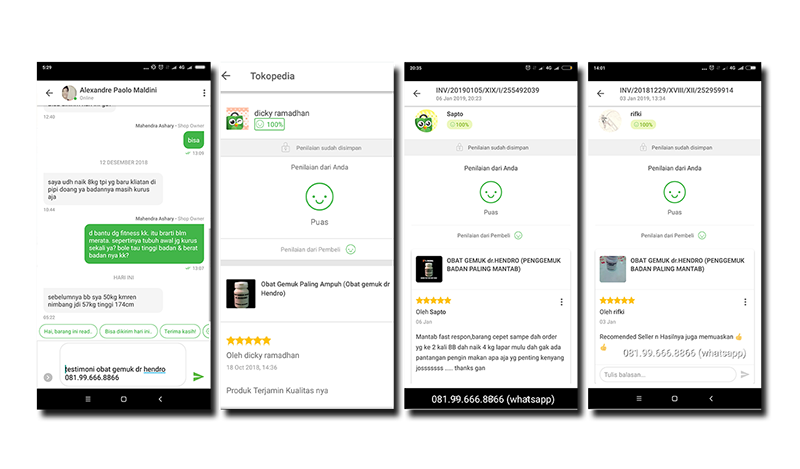 5:29
4G
Alexandre Paolo Maldini
Online
12:40
Mahendra Ashary - Shop Owner
bisa
13:09
12 DESEMBER 2018
saya udh naik 8kg tpi yg baru kliatan di
pipi doang ya badannya masih kurus
aja
Mahendra Ashary - Shop Owner
d bantu dg fitness kk. itu brarti blm
merata. sepertinya tubuh awal jg kurus
sekali ya? bole tau tinggi badan & berat
badan nya kk?
13:07
HARI INI
sebelumnya bb sya 50kg kmren
nimbang jdi 57kg tinggi 174cm
05:22
Hai, barang ini read..
Bisa dikirim hari ini..
Terima kasih!
testimoni obat gemuk dr hendro
081.99.666.8866
Tokopedia
dicky ramadhan
100%
Penilaian sudah disimpan
Penilaian dari Anda
Puas
Penilaian dari Pembeli
Obat Gemuk Paling Ampuh (Obat gemuk dr
Hendro)
Oleh dicky ramadhan
18 Oct 2018, 14:36
Produk Terjamin Kualitas nya
20:35
4G
INV/20190105/XIX/I/255492039
06 Jan 2019, 20:23
Sapto
100%
Penilaian sudah disimpan
Penilaian dari Anda
Puas
Penilaian dari Pembeli
OBAT GEMUK dr.HENDRO (PENGGEMUK
BADAN PALING MANTAB)
Oleh Sapto
06 Jan
Mantab fast respon,barang cepet sampe dah order
yg ke 2 kali BB dah naik 4 kg lapar mulu dah gak ada
pantangan pengin makan apa aja yg penting kenyang
jossssssss ..... thanks gan
081.99.666.8866 (whatsapp)
14:01
4G
INV/20181229/XVIII/XII/252959914
03 Jan 2019, 13:34
rifki
100%
Penilaian sudah disimpan
Penilaian dari Anda
Puas
Penilaian dari Pembeli
OBAT GEMUK dr.HENDRO (PENGGEMUK
BADAN PALING MANTAB)
Oleh rifki
03 Jan
Recomended Seller n Hasilnya juga memuaskan 👍
👍
081.99.666.8866 (whatsapp)
Tulis balasan...